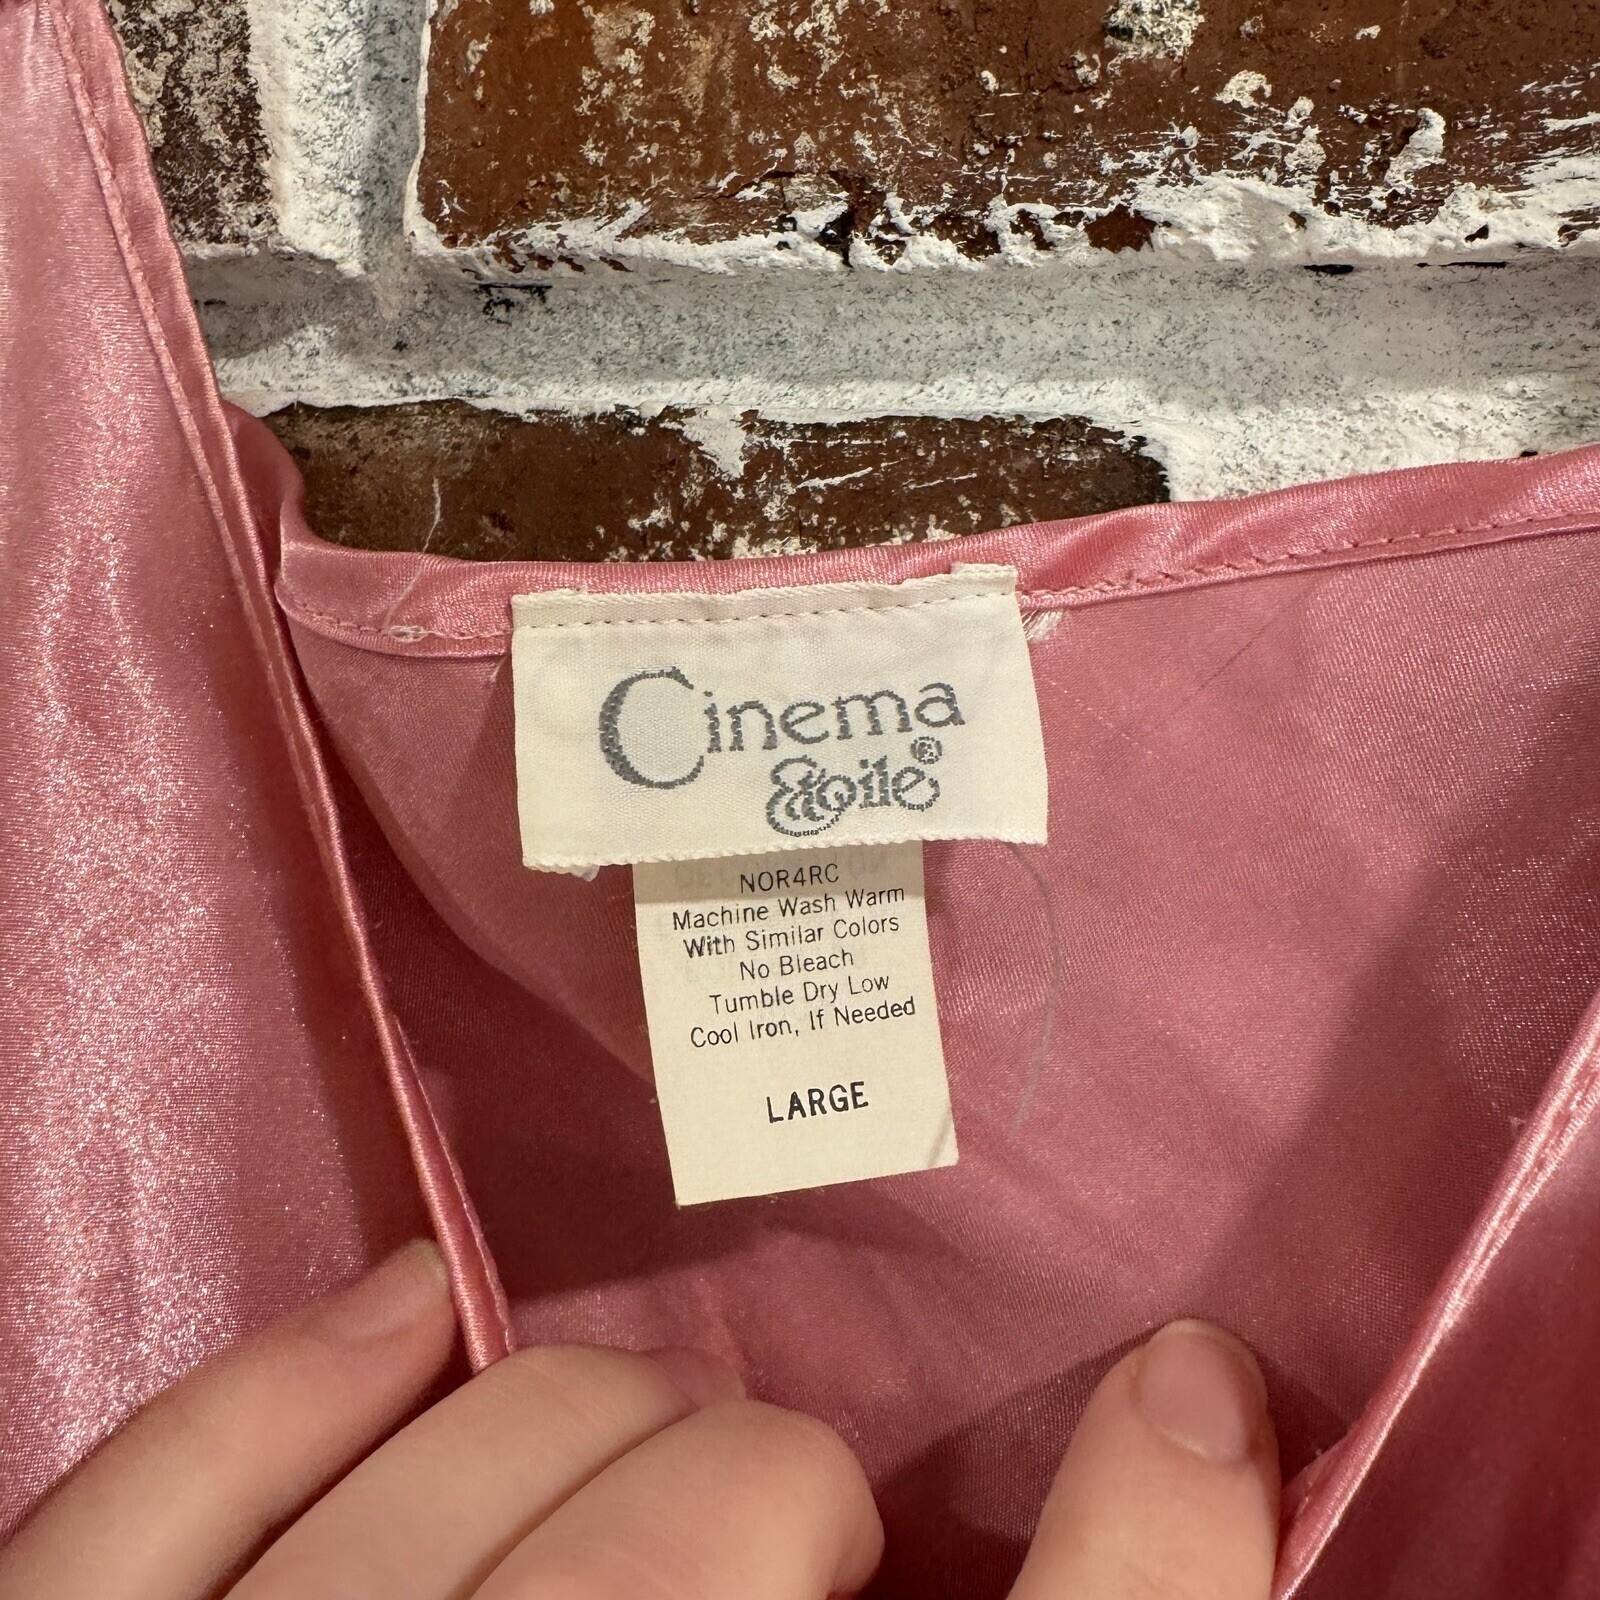 Cinema
Etoile®
NOR4RC
Machine Wash Warm
With Similar Colors
No Bleach
Tumble Dry Low
Cool Iron, If Needed
LARGE